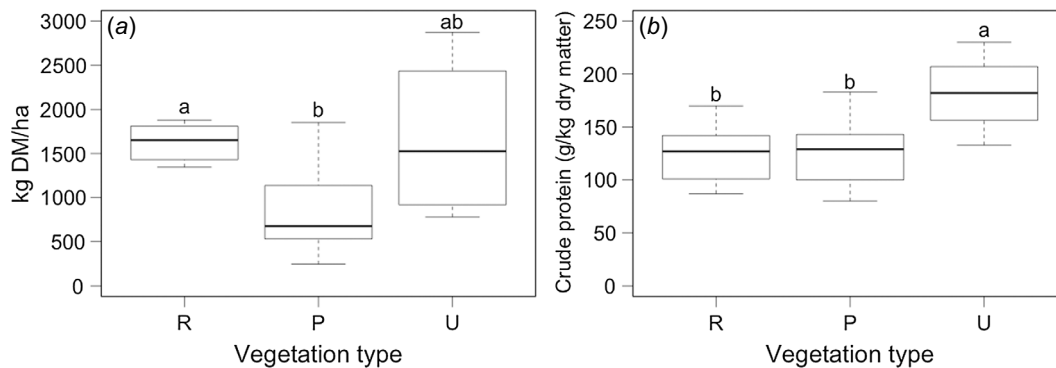 (a)
kg DM/ha
3000
2500
2000
1500
1000
500
0
a
b
ab
R
P
U
Vegetation type
(b)
Crude protein (g/kg dry matter)
250
200
150
100
50
0
b
b
a
R
P
U
Vegetation type